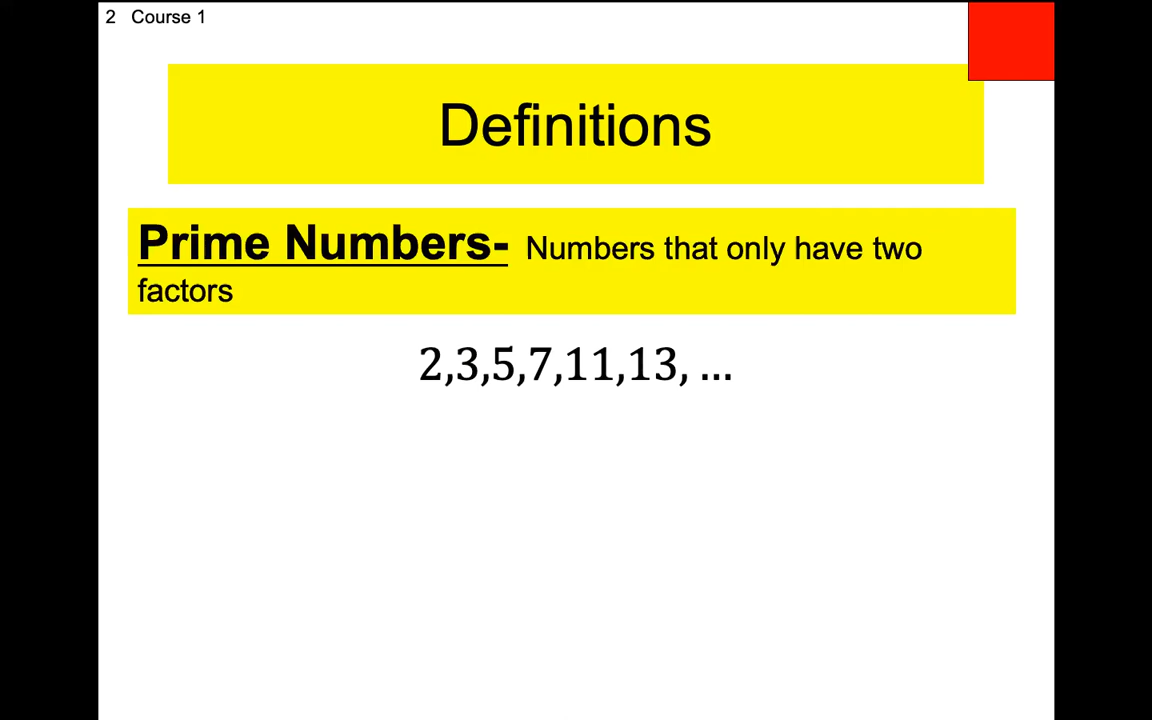 2 Course 1
Definitions
Prime Numbers- Numbers that only have two
factors
2,3,5,7,11,13, ...